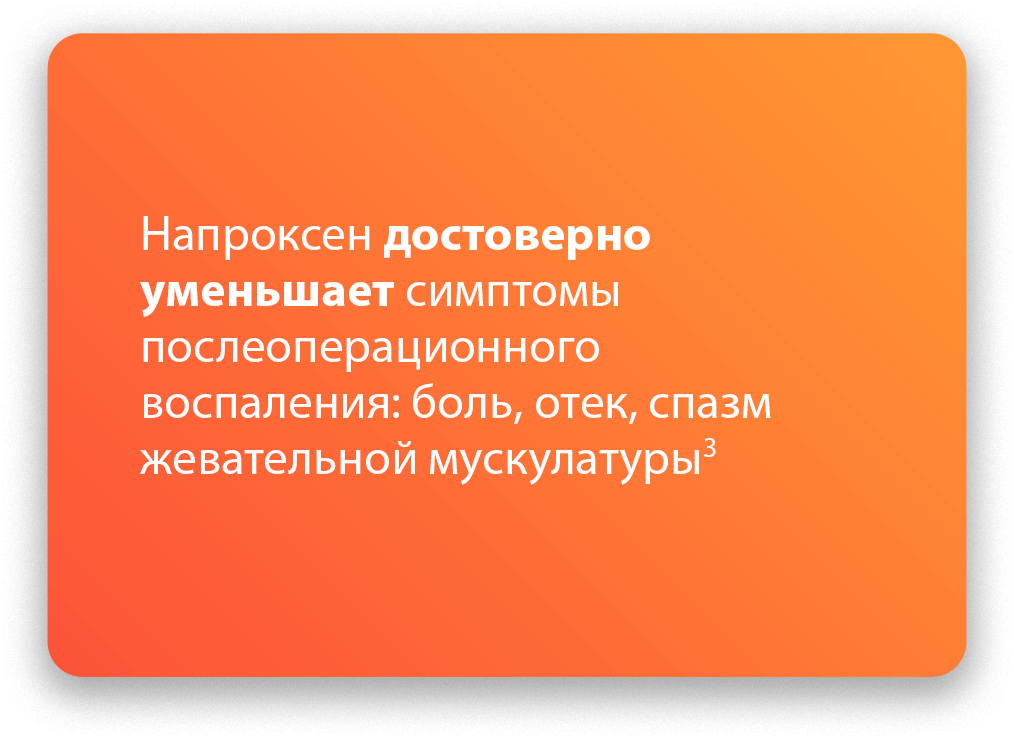 Напроксен достоверно
уменьшает симптомы
послеоперационного
воспаления: боль, отек, спазм
жевательной мускулатуры³